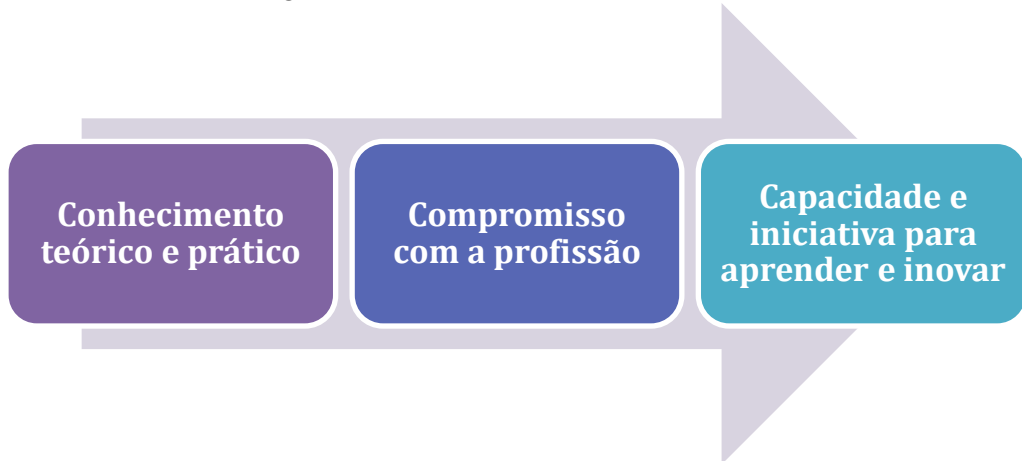 Conhecimento
teórico e prático
Compromisso
com a profissão
Capacidade e
iniciativa para
aprender e inovar